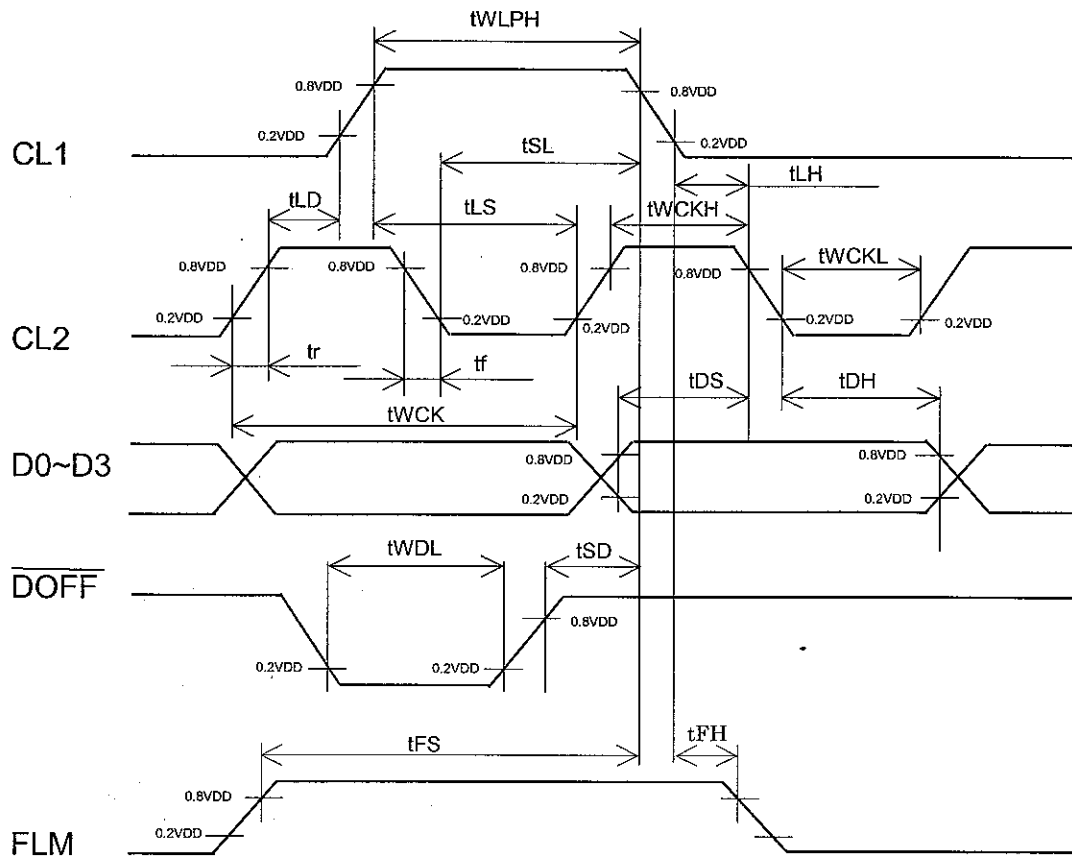 tWLPH
0.8VDD
0.8VDD
0.2VDD
0.2VDD
CL1
tSL
tLH
tLD
tLS
tWCKH
0.8VDD
0.8VDD
0.8VDD
0.8VDD
tWCKL
0.2VDD
0.2VDD
0.2VDD
0.2VDD
0.2VDD
CL2
tr
tf
tDS
tDH
tWCK
D0~D3
0.8VDD
0.8VDD
0.2VDD
0.2VDD
tWDL
tSD
DOFF
0.8VDD
0.2VDD
0.2VDD
tFS
tFH
0.8VDD
0.2VDD
FLM